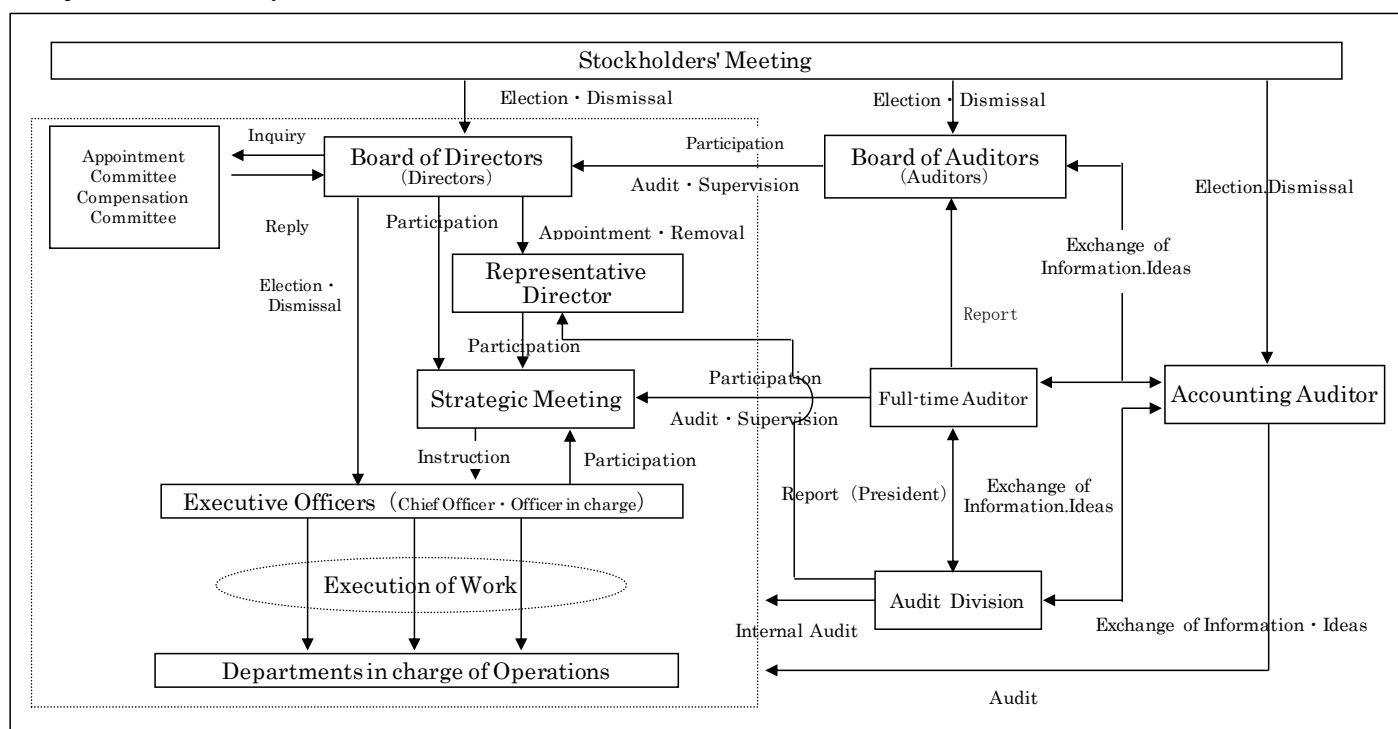 Stockholders' Meeting
Election・Dismissal
Election・Dismissal
Appointment
Committee
Compensation
Committee
Inquiry
Reply
Board of Directors
(Directors)
Participation
Audit・Supervision
Board of Auditors
(Auditors)
Election.Dismissal
Participation
Appointment・Removal
Exchange of
Information.Ideas
Election・
Dismissal
Representative
Director
Report
Participation
Strategic Meeting
Participation
Audit・Supervision
Full-time Auditor
Accounting Auditor
Instruction
Participation
Executive Officers（Chief Officer・Officer in charge）
Report（President）
Exchange of
Information.Ideas
Execution of Work
Audit Division
Internal Audit
Exchange of Information・Ideas
Departments in charge of Operations
Audit